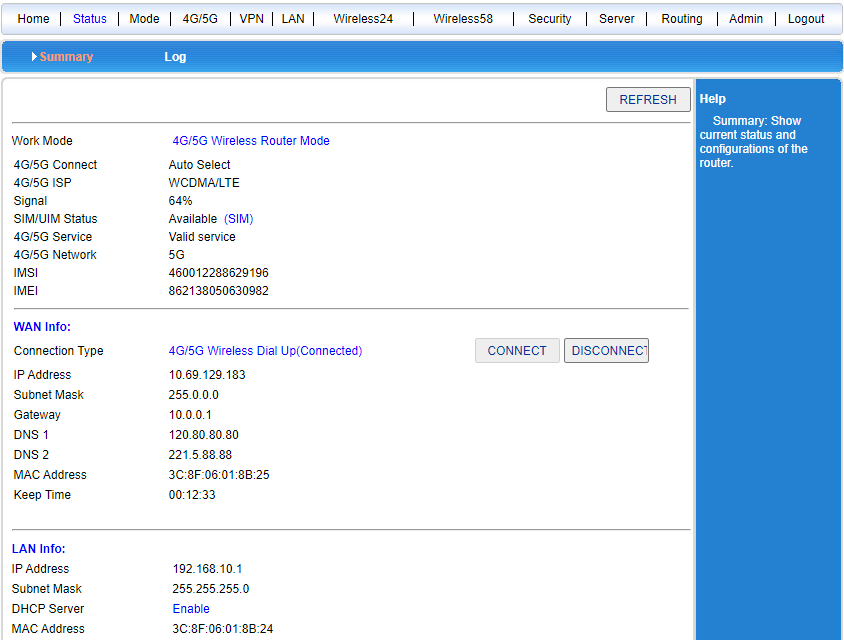 Home Status Mode 4G/5G VPN LAN Wireless24 Wireless58 Security Server Routing Admin Logout
Summary Log
REFRESH
Work Mode 4G/5G Wireless Router Mode
4G/5G Connect Auto Select
4G/5G ISP WCDMA/LTE
Signal 64%
SIM/UIM Status Available (SIM)
4G/5G Service Valid service
4G/5G Network 5G
IMSI 460012288629196
IMEI 862138050630982
WAN Info:
Connection Type 4G/5G Wireless Dial Up(Connected) CONNECT DISCONNECT
IP Address 10.69.129.183
Subnet Mask 255.0.0.0
Gateway 10.0.0.1
DNS 1 120.80.80.80
DNS 2 221.5.88.88
MAC Address 3C:8F:06:01:8B:25
Keep Time 00:12:33
LAN Info:
IP Address 192.168.10.1
Subnet Mask 255.255.255.0
DHCP Server Enable
MAC Address 3C:8F:06:01:8B:24
Help
Summary: Show
current status and
configurations of the
router.